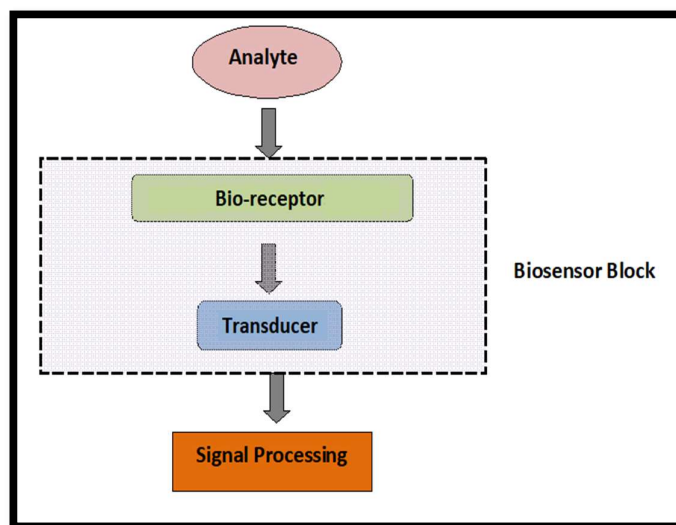 Analyte
Bio-receptor
Biosensor Block
Transducer
Signal Processing